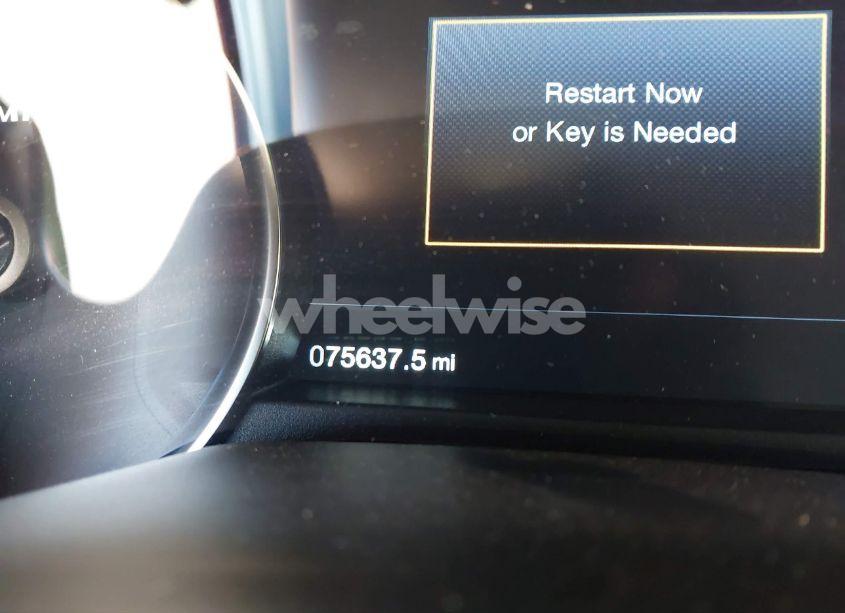 Restart Now
or Key is Needed
wheelwise
075637.5 mi